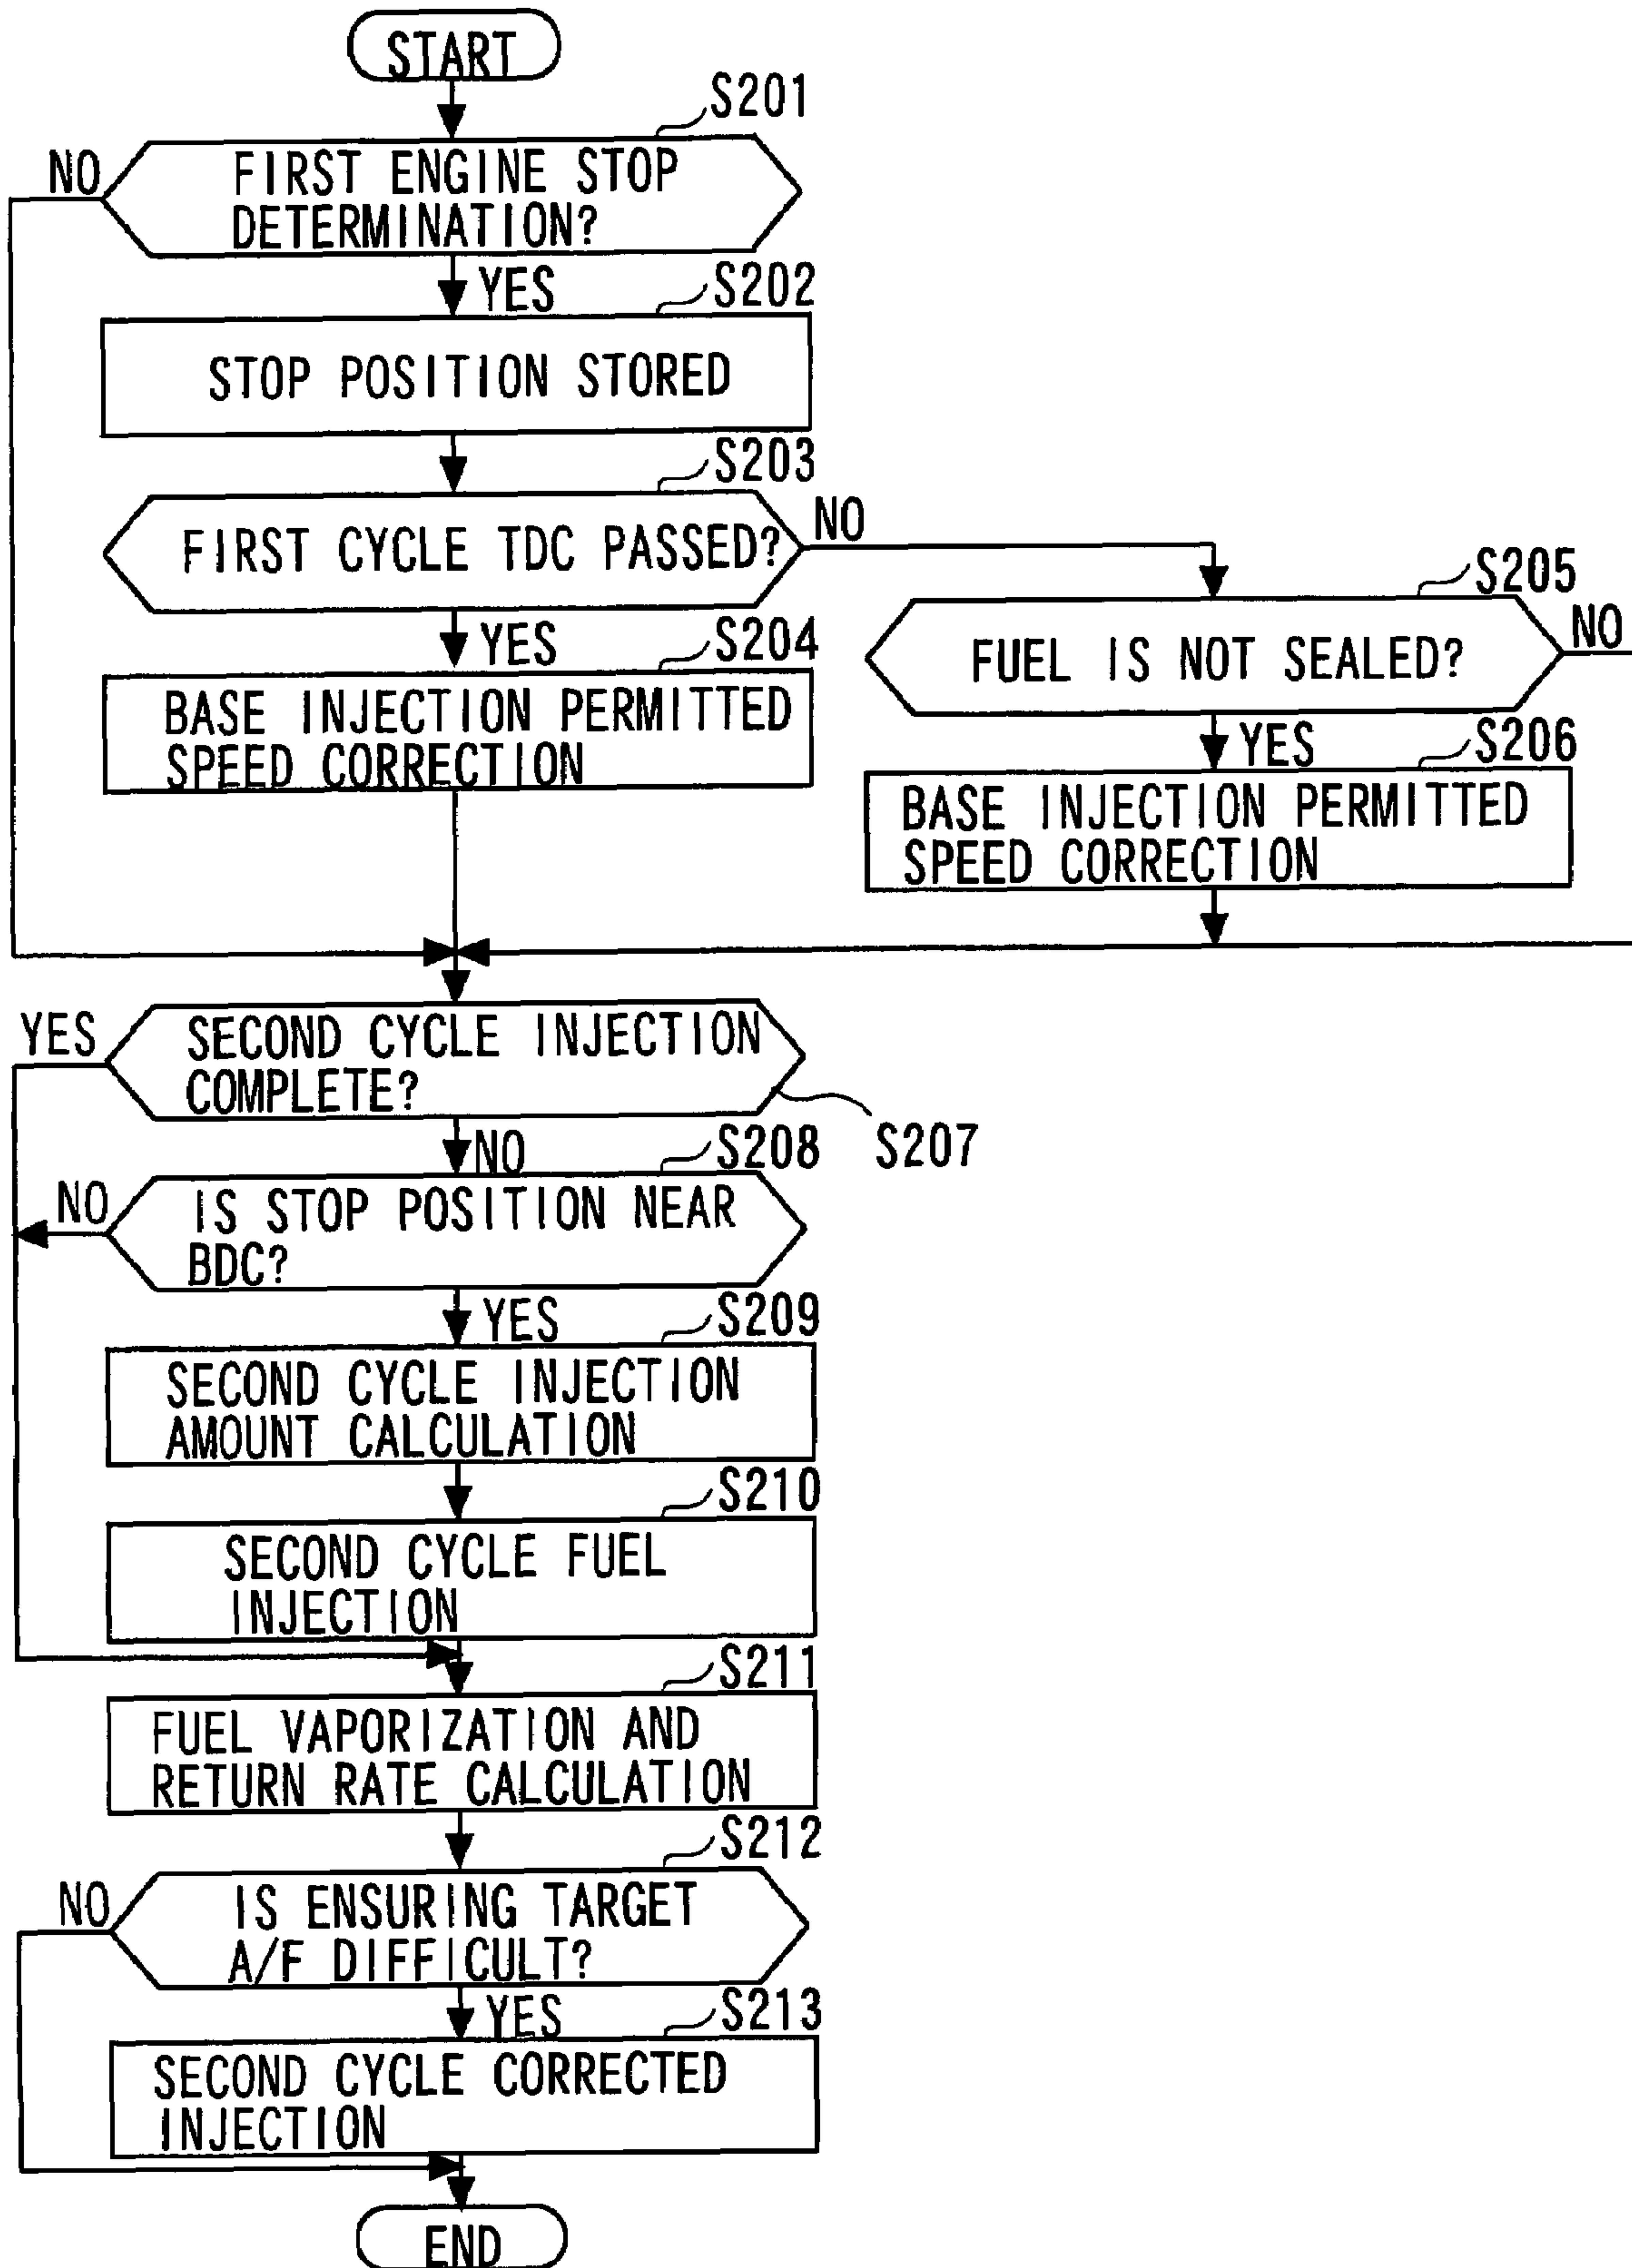 START
S201
NO
FIRST ENGINE STOP
DETERMINATION?
YES
S202
STOP POSITION STORED
S203
FIRST CYCLE TDC PASSED?
NO
S205
YES
S204
FUEL IS NOT SEALED?
NO
BASE INJECTION PERMITTED
SPEED CORRECTION
YES
S206
BASE INJECTION PERMITTED
SPEED CORRECTION
YES
SECOND CYCLE INJECTION
COMPLETE?
S207
NO
S208
NO
IS STOP POSITION NEAR
BDC?
YES
S209
SECOND CYCLE INJECTION
AMOUNT CALCULATION
S210
SECOND CYCLE FUEL
INJECTION
S211
FUEL VAPORIZATION AND
RETURN RATE CALCULATION
S212
NO
IS ENSURING TARGET
A/F DIFFICULT?
YES
S213
SECOND CYCLE CORRECTED
INJECTION
END